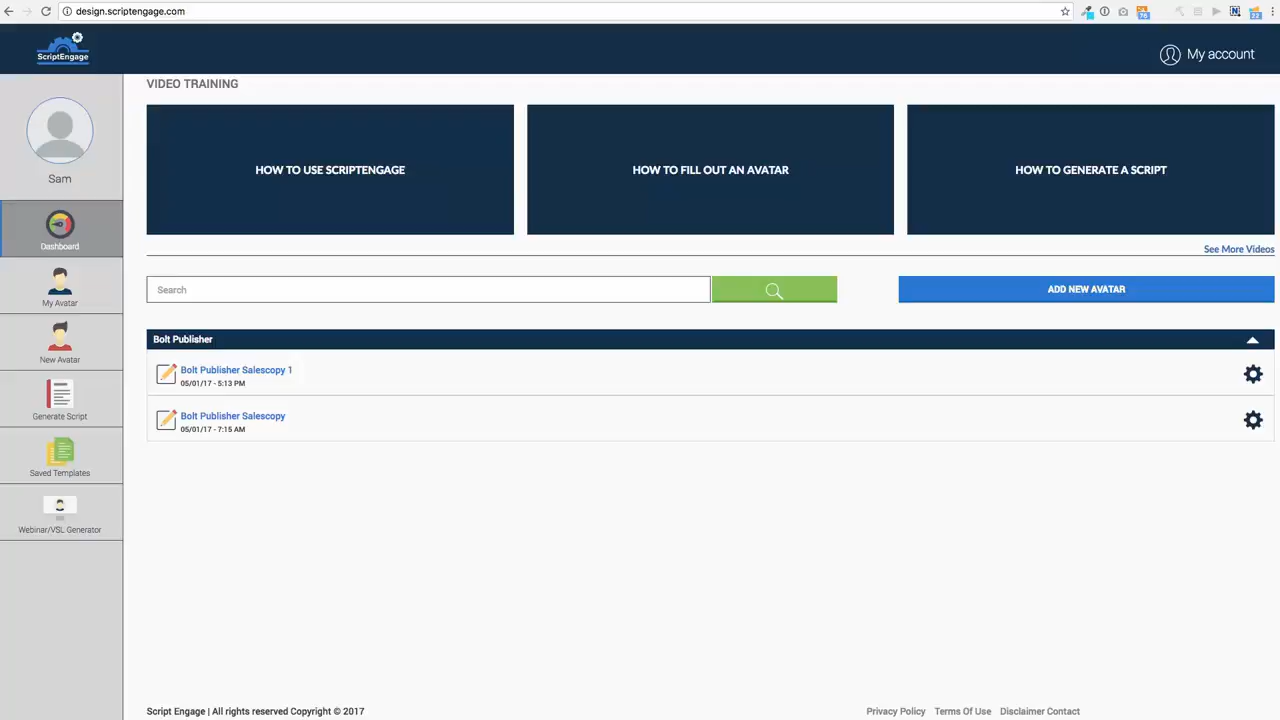 design.scriptengage.com
ScriptEngage
My account
Sam
Dashboard
My Avatar
New Avatar
Generate Script
Saved Templates
Webinar/VSL Generator
VIDEO TRAINING
HOW TO USE SCRIPTENGAGE
HOW TO FILL OUT AN AVATAR
HOW TO GENERATE A SCRIPT
See More Videos
Search
ADD NEW AVATAR
Bolt Publisher
Bolt Publisher Salescopy 1
05/01/17 - 5:13 PM
Bolt Publisher Salescopy
05/01/17 - 7:15 AM
Script Engage | All rights reserved Copyright © 2017
Privacy Policy Terms Of Use Disclaimer Contact